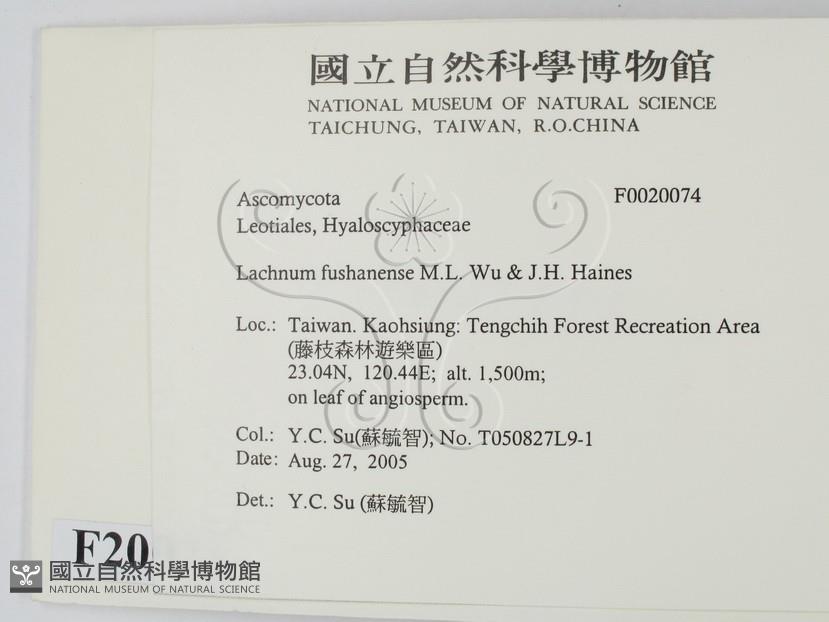 國立自然科學博物館
NATIONAL MUSEUM OF NATURAL SCIENCE
TAICHUNG, TAIWAN, R.O.CHINA
Ascomycota F0020074
Leotiales, Hyaloscyphaceae
Lachnum fushanense M.L. Wu & J.H. Haines
Loc.: Taiwan. Kaohsiung: Tengchih Forest Recreation Area
(藤枝森林遊樂區)
23.04N, 120.44E; alt. 1,500m;
on leaf of angiosperm.
Col.: Y.C. Su(蘇毓智); No. T050827L9-1
Date: Aug. 27, 2005
Det.: Y.C. Su (蘇毓智)
F20
國立自然科學博物館
NATIONAL MUSEUM OF NATURAL SCIENCE